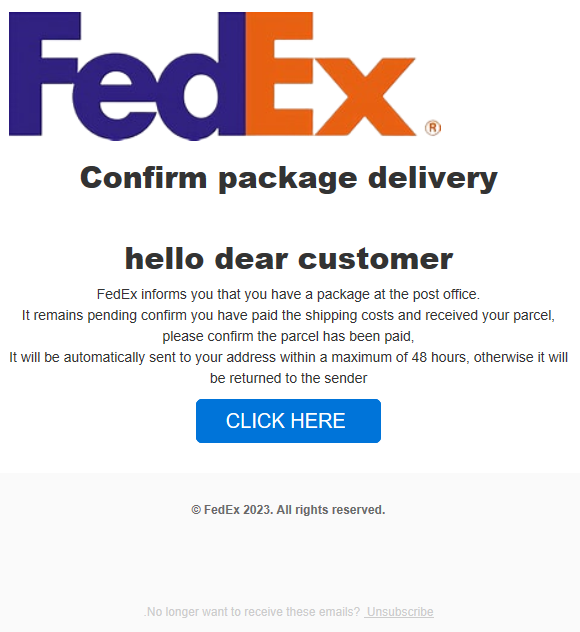 FedEx®
Confirm package delivery
hello dear customer
FedEx informs you that you have a package at the post office.
It remains pending confirm you have paid the shipping costs and received your parcel,
please confirm the parcel has been paid,
It will be automatically sent to your address within a maximum of 48 hours, otherwise it will
be returned to the sender
CLICK HERE
© FedEx 2023. All rights reserved.
.No longer want to receive these emails? Unsubscribe